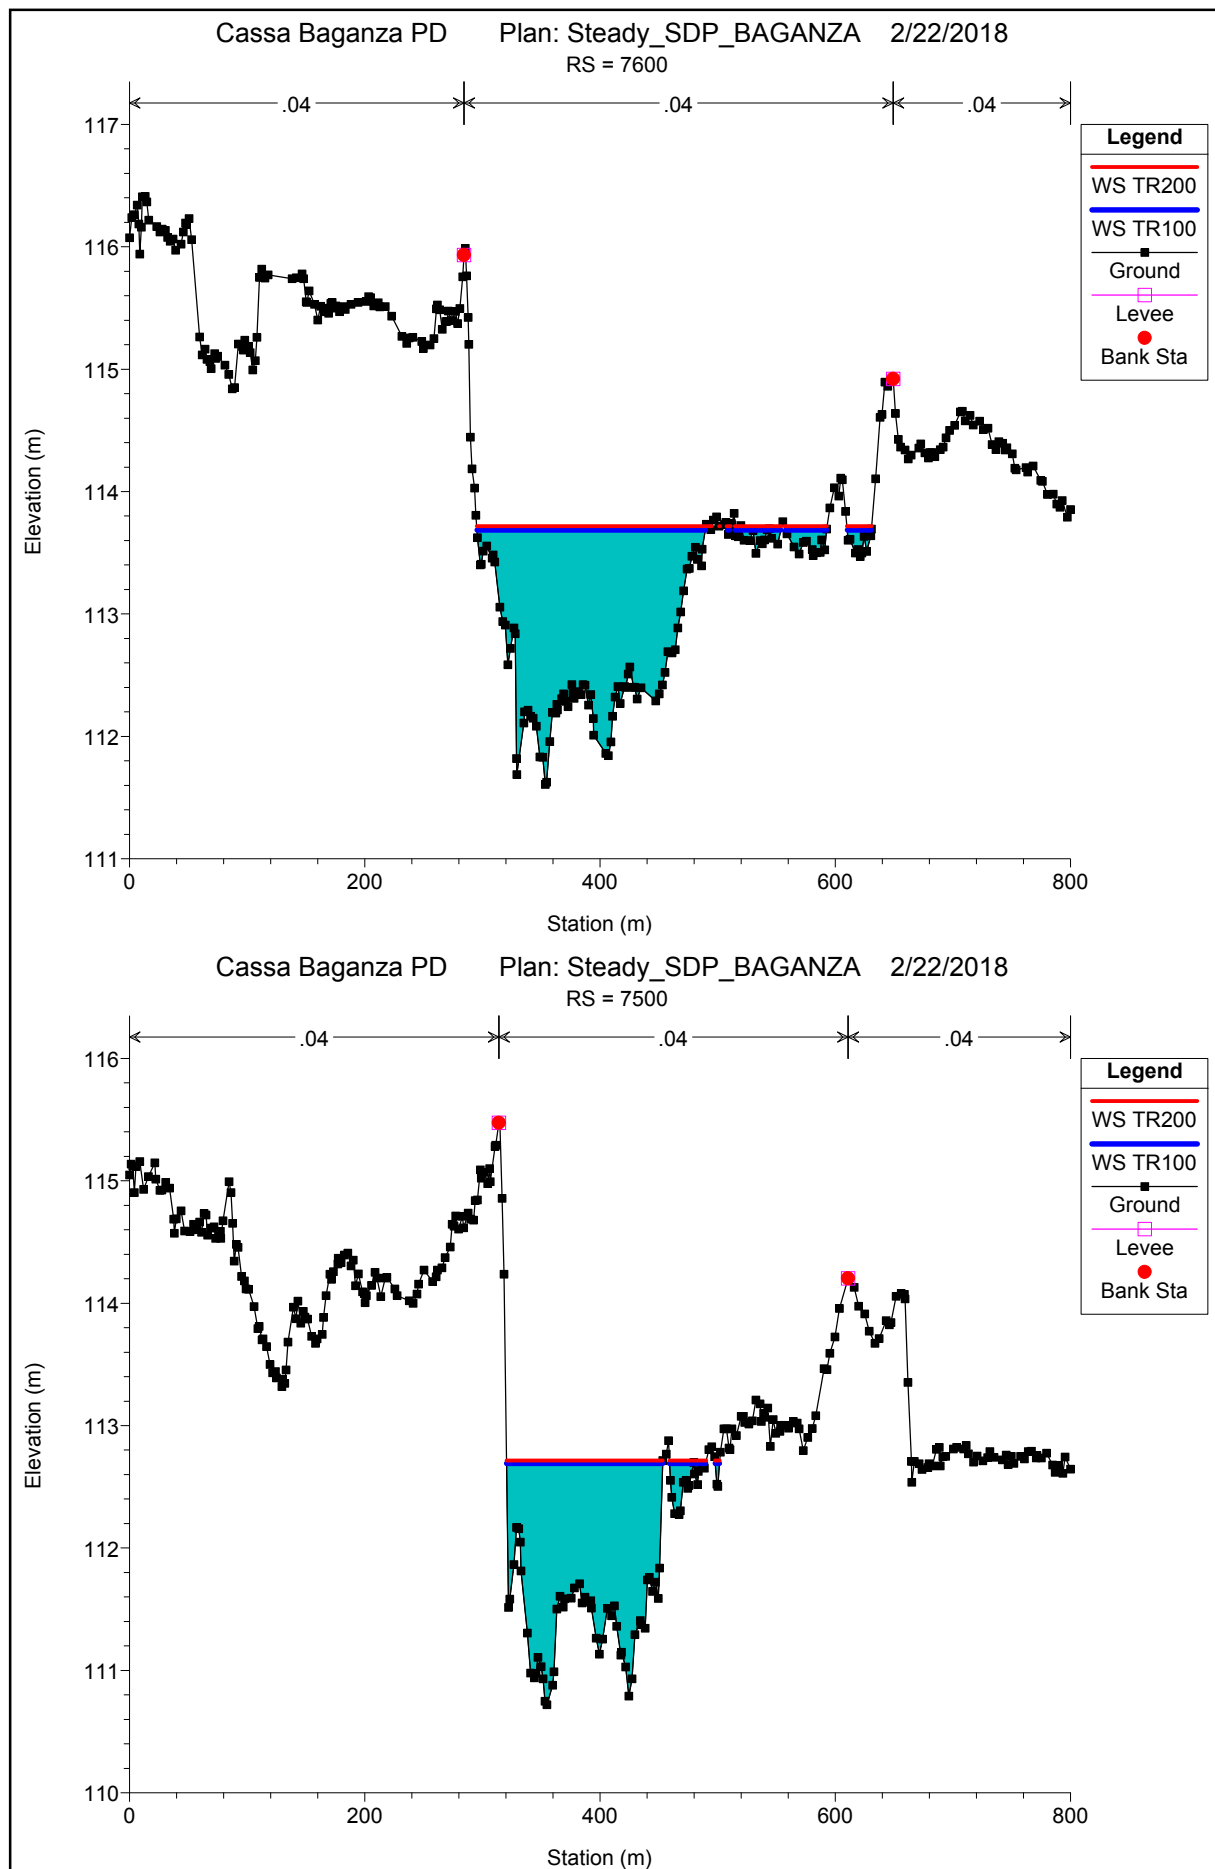 Cassa Baganza PD Plan: Steady_SDP_BAGANZA 2/22/2018
RS = 7600
.04 .04 .04
117
116
115
114
113
112
111
Elevation (m)
0 200 400 600 800
Station (m)
Legend
WS TR200
WS TR100
Ground
Levee
Bank Sta
Cassa Baganza PD Plan: Steady_SDP_BAGANZA 2/22/2018
RS = 7500
.04 .04 .04
116
115
114
113
112
111
110
Elevation (m)
0 200 400 600 800
Station (m)
Legend
WS TR200
WS TR100
Ground
Levee
Bank Sta